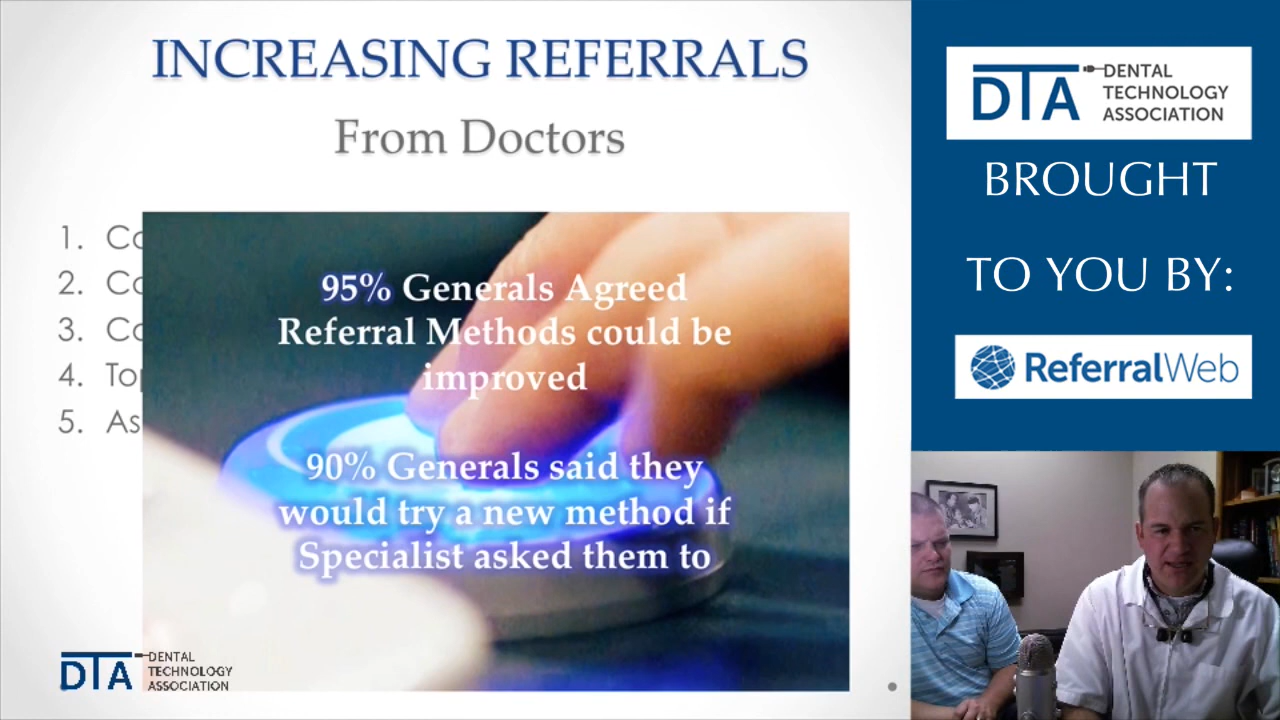 INCREASING REFERRALS
From Doctors
1. Co
2. Co
3. Co
4. Top
5. As
95% Generals Agreed
Referral Methods could be
improved
90% Generals said they
would try a new method if
Specialist asked them to
DTA DENTAL
TECHNOLOGY
ASSOCIATION
DTA DENTAL
TECHNOLOGY
ASSOCIATION
BROUGHT
TO YOU BY:
ReferralWeb